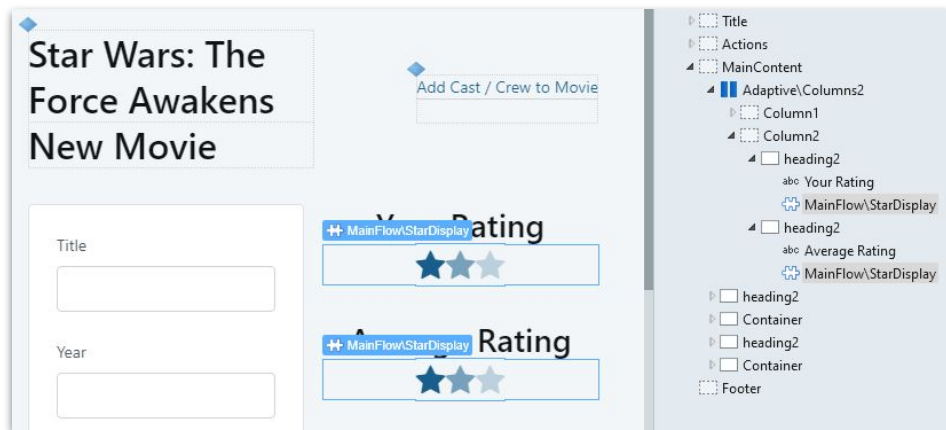 Star Wars: The
Force Awakens
New Movie
Add Cast / Crew to Movie
Title
Year
MainFlow\StarDisplay
Rating
MainFlow\StarDisplay
Rating
Title
Actions
MainContent
Adaptive\Columns2
Column1
Column2
heading2
abc Your Rating
MainFlow\StarDisplay
heading2
abc Average Rating
MainFlow\StarDisplay
heading2
Container
heading2
Container
Footer